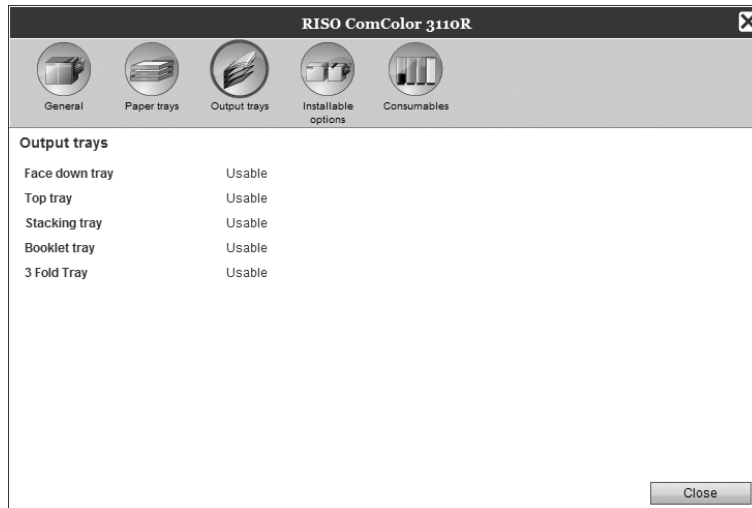 RISO ComColor 3110R
General
Paper trays
Output trays
Installable
options
Consumables
Output trays
Face down tray Usable
Top tray Usable
Stacking tray Usable
Booklet tray Usable
3 Fold Tray Usable
Close